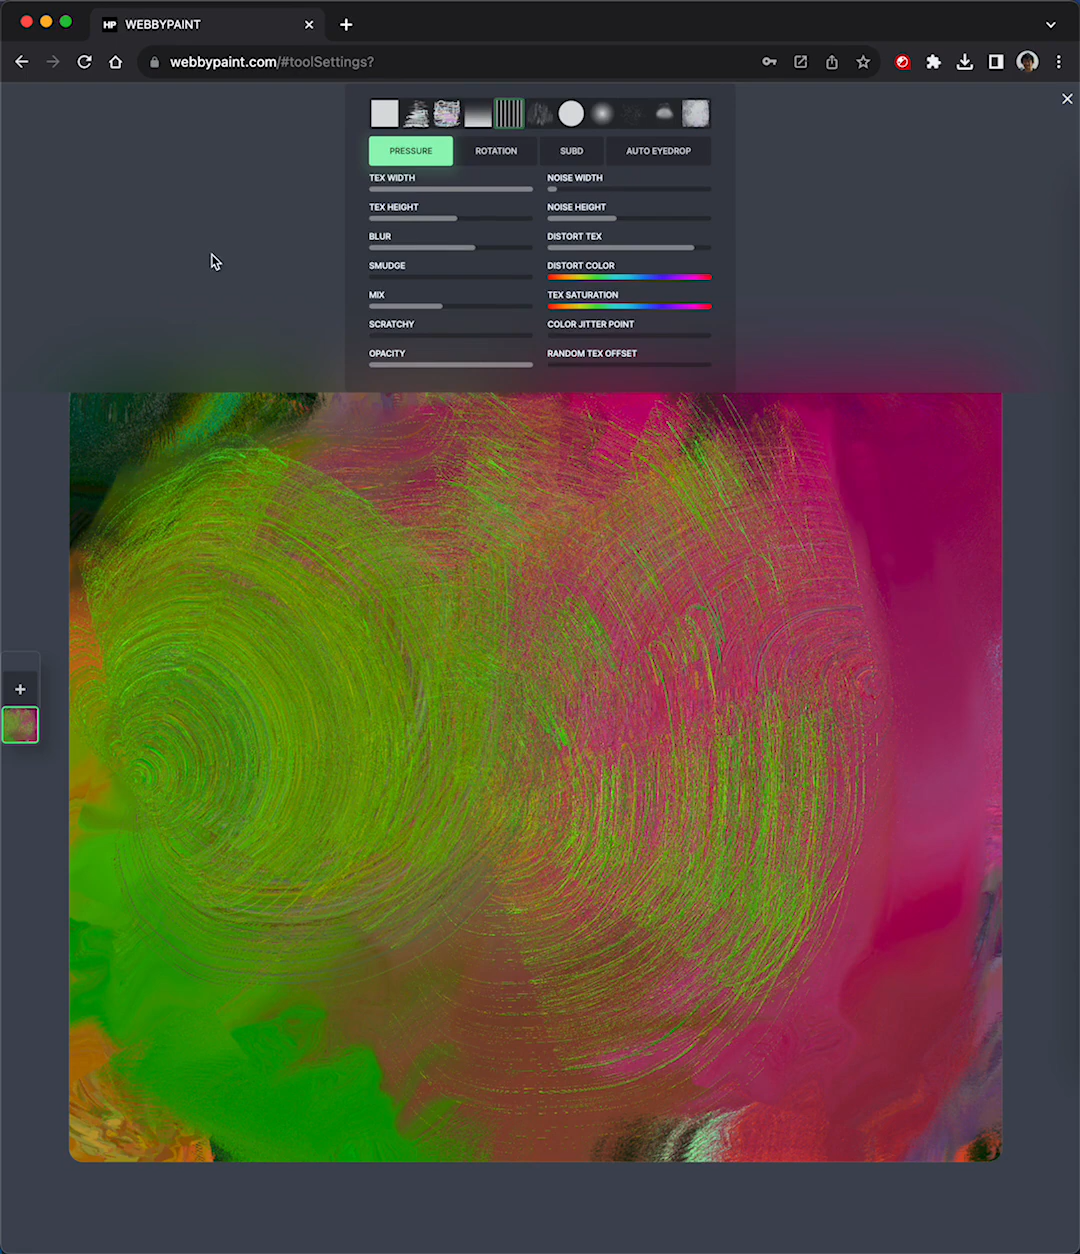 HP WEBBYPAINT
webbypaint.com/#toolSettings?
PRESSURE ROTATION SUBD AUTO EYEDROP
TEX WIDTH NOISE WIDTH
TEX HEIGHT NOISE HEIGHT
BLUR DISTORT TEX
SMUDGE DISTORT COLOR
MIX TEX SATURATION
SCRATCHY COLOR JITTER POINT
OPACITY RANDOM TEX OFFSET